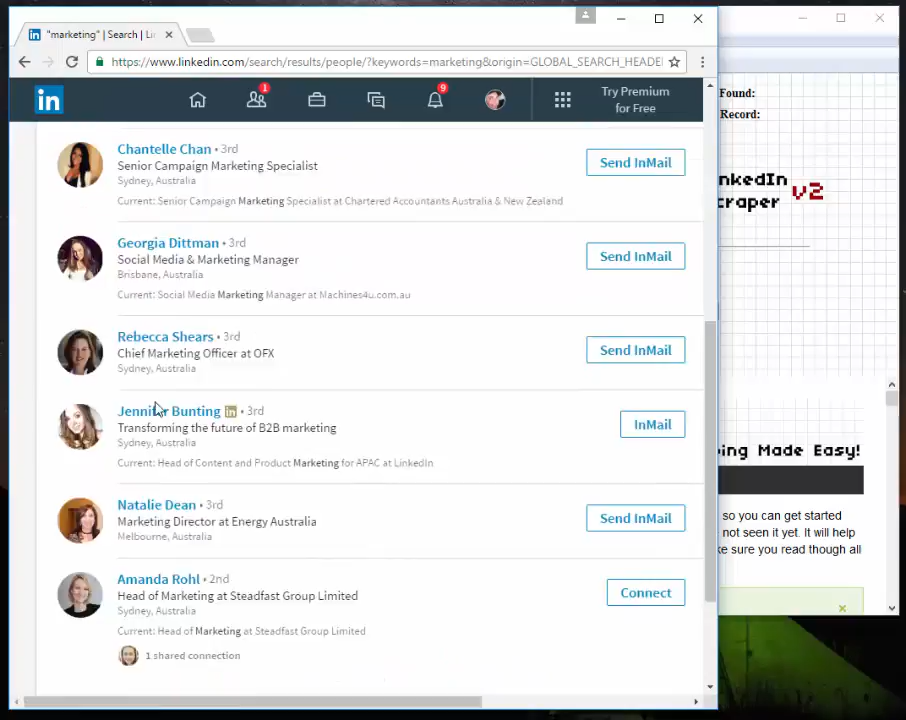 "marketing" | Search | Li
https://www.linkedin.com/search/results/people/?keywords=marketing&origin=GLOBAL_SEARCH_HEADE
in
1
9
Try Premium
for Free
Chantelle Chan • 3rd
Senior Campaign Marketing Specialist
Sydney, Australia
Current: Senior Campaign Marketing Specialist at Chartered Accountants Australia & New Zealand
Send InMail
Georgia Dittman • 3rd
Social Media & Marketing Manager
Brisbane, Australia
Current: Social Media Marketing Manager at Machines4u.com.au
Send InMail
Rebecca Shears • 3rd
Chief Marketing Officer at OFX
Sydney, Australia
Send InMail
Jennifer Bunting in • 3rd
Transforming the future of B2B marketing
Sydney, Australia
Current: Head of Content and Product Marketing for APAC at LinkedIn
InMail
Natalie Dean • 3rd
Marketing Director at Energy Australia
Melbourne, Australia
Send InMail
Amanda Rohl • 2nd
Head of Marketing at Steadfast Group Limited
Sydney, Australia
Current: Head of Marketing at Steadfast Group Limited
1 shared connection
Connect
Found:
Record:
nkedIn
craper v2
ping Made Easy!
so you can get started
not seen it yet. It will help
ke sure you read though all